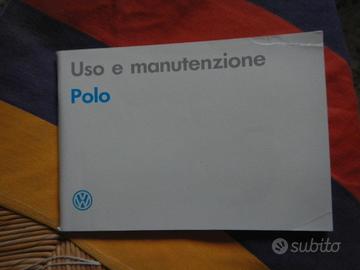 Uso e manutenzione
Polo
subito